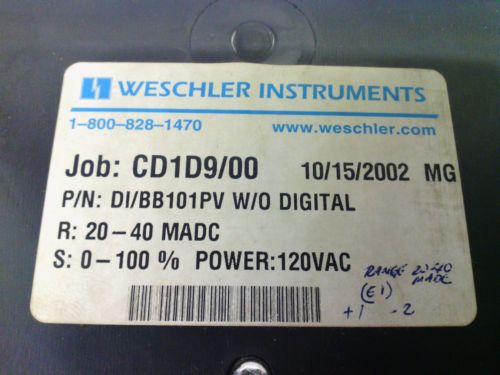 WESCHLER INSTRUMENTS
1-800-828-1470 www.weschler.com
Job: CD1D9/00 10/15/2002 MG
P/N: DI/BB101PV W/O DIGITAL
R: 20-40 MADC
S: 0-100 % POWER:120VAC
RANGE 20-40
MADC
(E1)
+1 -2